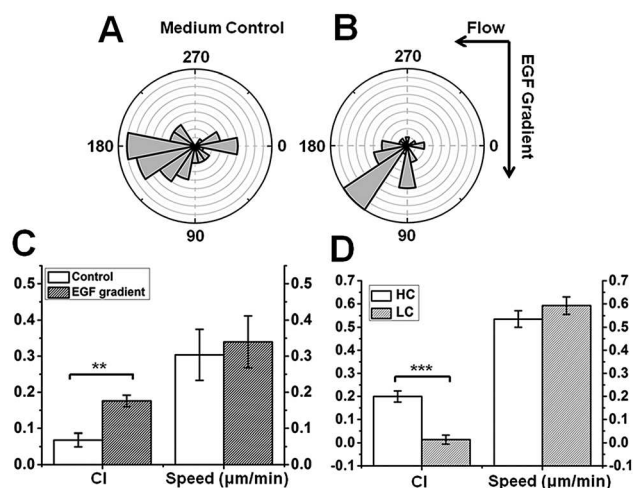 A
Medium Control
B
Flow
EGF Gradient
270
180
0
90
270
180
0
90
C
Control
EGF gradient
**
0.5
0.4
0.3
0.2
0.1
0.0
0.5
0.4
0.3
0.2
0.1
0.0
CI
Speed (µm/min)
D
HC
LC
***
0.7
0.6
0.5
0.4
0.3
0.2
0.1
0.0
-0.1
0.7
0.6
0.5
0.4
0.3
0.2
0.1
0.0
-0.1
CI
Speed (µm/min)